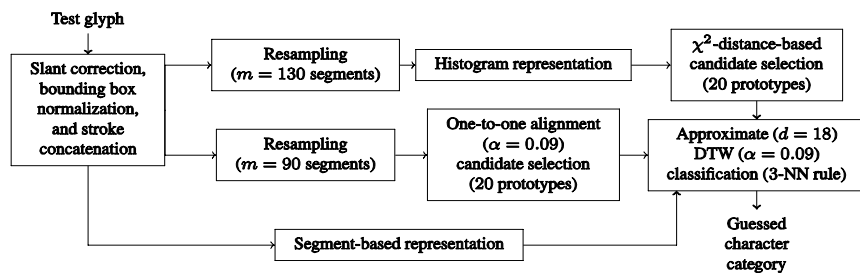 Test glyph
Slant correction,
bounding box
normalization,
and stroke
concatenation
Resampling
(m = 130 segments)
Histogram representation
χ²-distance-based
candidate selection
(20 prototypes)
Resampling
(m = 90 segments)
One-to-one alignment
(α = 0.09)
candidate selection
(20 prototypes)
Approximate (d = 18)
DTW (α = 0.09)
classification (3-NN rule)
Segment-based representation
Guessed
character
category